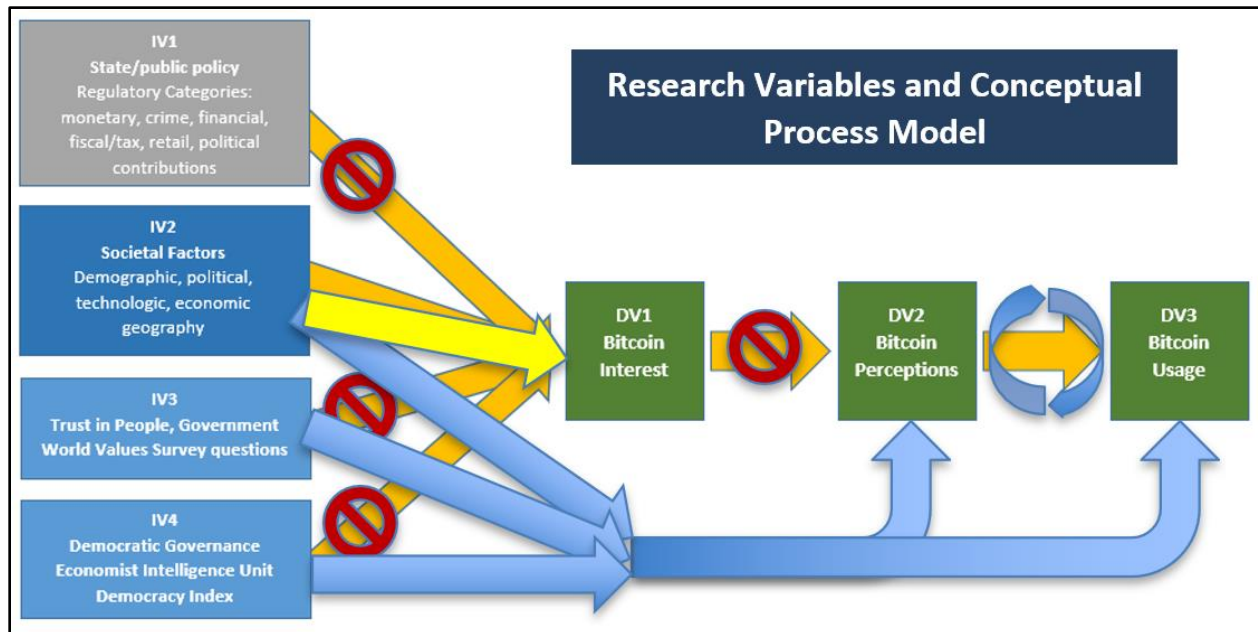 Research Variables and Conceptual
Process Model
IV1
State/public policy
Regulatory Categories:
monetary, crime, financial,
fiscal/tax, retail, political
contributions
IV2
Societal Factors
Demographic, political,
technologic, economic
geography
IV3
Trust in People, Government
World Values Survey questions
IV4
Democratic Governance
Economist Intelligence Unit
Democracy Index
DV1
Bitcoin
Interest
DV2
Bitcoin
Perceptions
DV3
Bitcoin
Usage